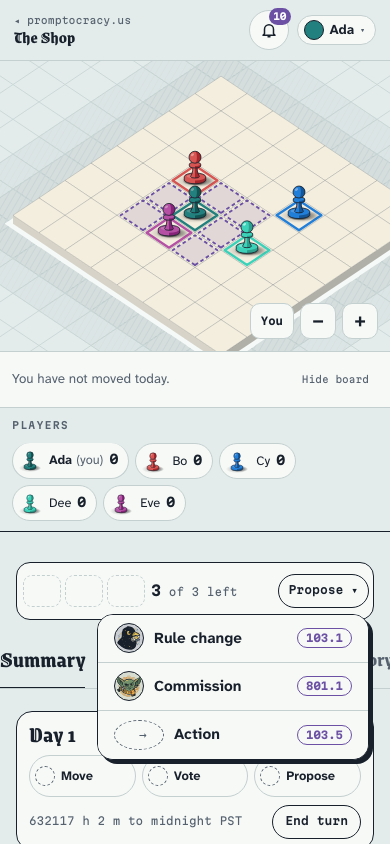 ◂ promptocracy.us
The Shop
10
Ada ▾
You
−
+
You have not moved today.
Hide board
PLAYERS
Ada (you) 0
Bo 0
Cy 0
Dee 0
Eve 0
3 of 3 left
Propose ▾
Rule change 103.1
Commission 801.1
→ Action 103.5
Summary
ory
Day 1
Move
Vote
Propose
632117 h 2 m to midnight PST
End turn